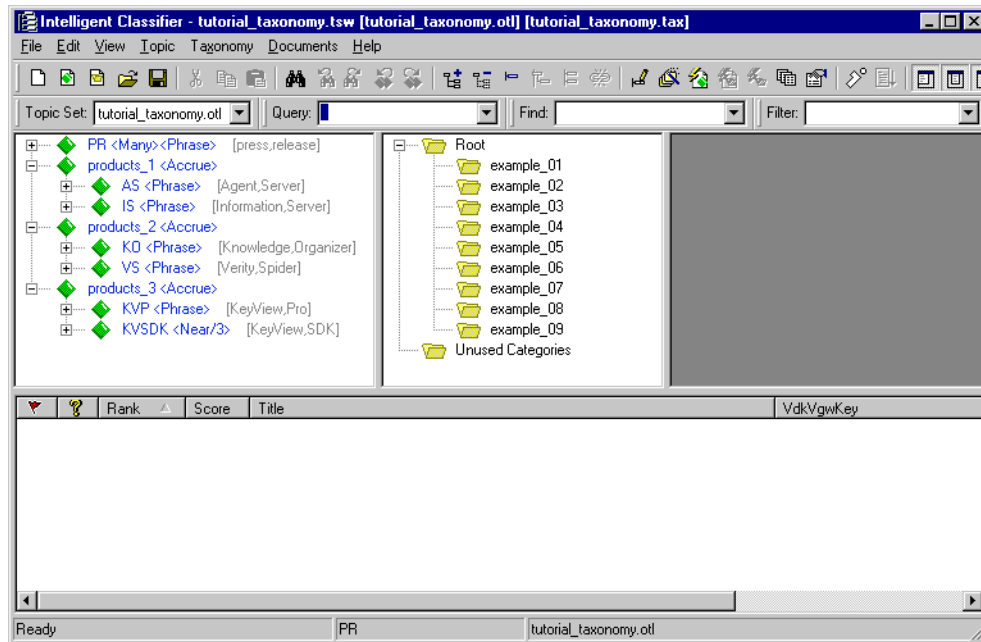 Intelligent Classifier - tutorial_taxonomy.tsw [tutorial_taxonomy.otl] [tutorial_taxonomy.tax]
File Edit View Topic Taxonomy Documents Help
Topic Set: tutorial_taxonomy.otl Query: Find: Filter:
PR <Many><Phrase> [press,release]
products_1 <Accrue>
AS <Phrase> [Agent,Server]
IS <Phrase> [Information,Server]
products_2 <Accrue>
KO <Phrase> [Knowledge,Organizer]
VS <Phrase> [Verity,Spider]
products_3 <Accrue>
KVP <Phrase> [KeyView,Pro]
KVSDK <Near/3> [KeyView,SDK]
Root
example_01
example_02
example_03
example_04
example_05
example_06
example_07
example_08
example_09
Unused Categories
Rank Score Title VdkVgwKey
Ready PR tutorial_taxonomy.otl